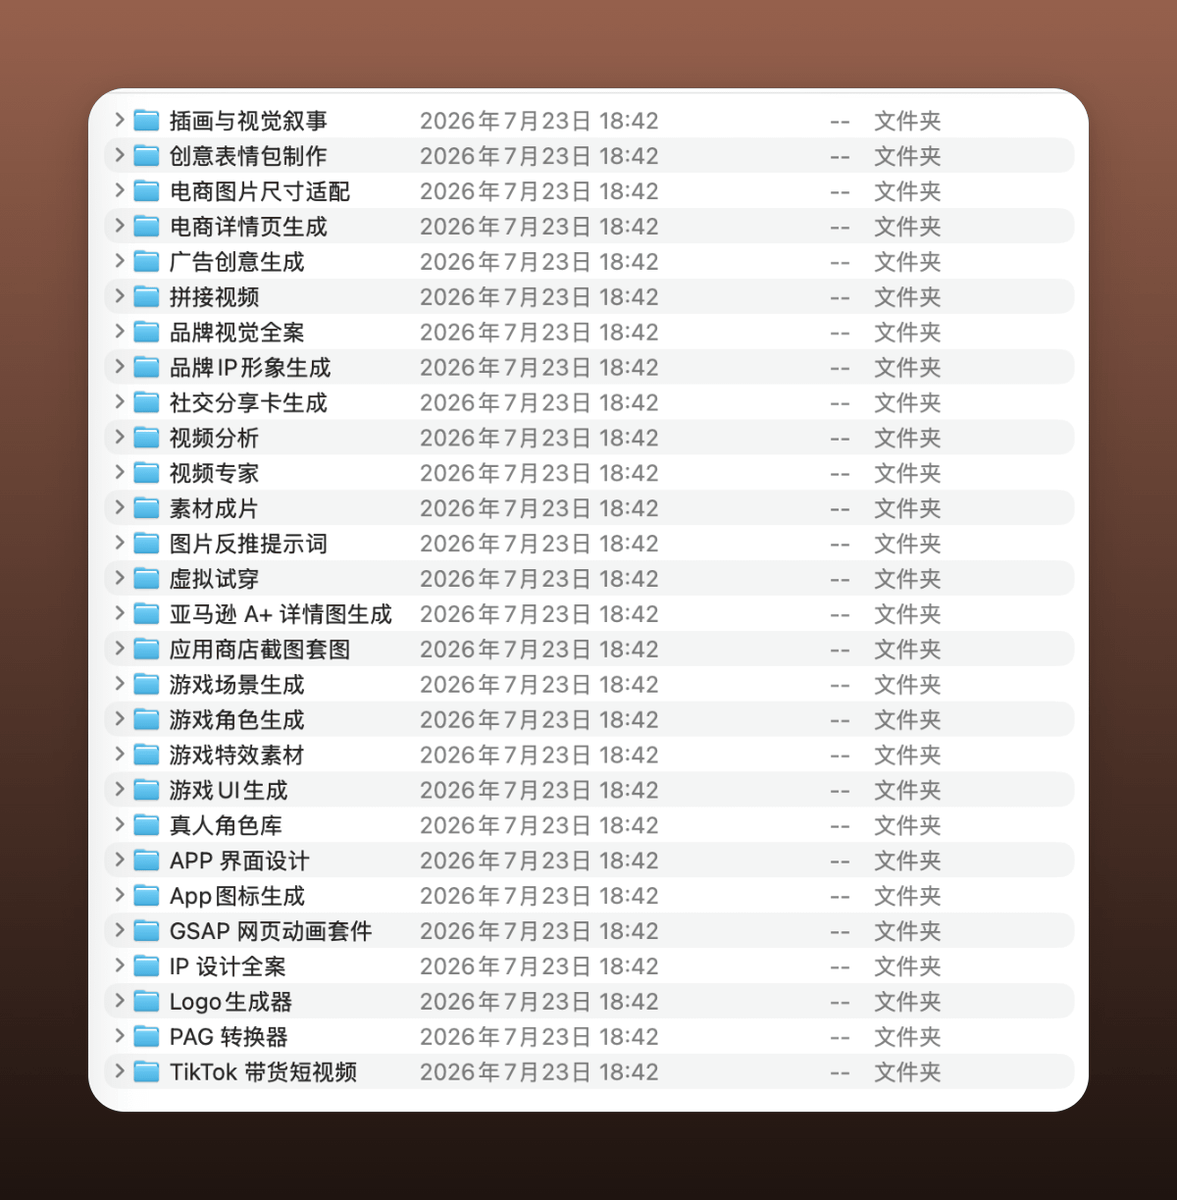 插画与视觉叙事 2026年7月23日 18:42 -- 文件夹
创意表情包制作 2026年7月23日 18:42 -- 文件夹
电商图片尺寸适配 2026年7月23日 18:42 -- 文件夹
电商详情页生成 2026年7月23日 18:42 -- 文件夹
广告创意生成 2026年7月23日 18:42 -- 文件夹
拼接视频 2026年7月23日 18:42 -- 文件夹
品牌视觉全案 2026年7月23日 18:42 -- 文件夹
品牌IP形象生成 2026年7月23日 18:42 -- 文件夹
社交分享卡生成 2026年7月23日 18:42 -- 文件夹
视频分析 2026年7月23日 18:42 -- 文件夹
视频专家 2026年7月23日 18:42 -- 文件夹
素材成片 2026年7月23日 18:42 -- 文件夹
图片反推提示词 2026年7月23日 18:42 -- 文件夹
虚拟试穿 2026年7月23日 18:42 -- 文件夹
亚马逊 A+ 详情图生成 2026年7月23日 18:42 -- 文件夹
应用商店截图套图 2026年7月23日 18:42 -- 文件夹
游戏场景生成 2026年7月23日 18:42 -- 文件夹
游戏角色生成 2026年7月23日 18:42 -- 文件夹
游戏特效素材 2026年7月23日 18:42 -- 文件夹
游戏UI生成 2026年7月23日 18:42 -- 文件夹
真人角色库 2026年7月23日 18:42 -- 文件夹
APP 界面设计 2026年7月23日 18:42 -- 文件夹
App图标生成 2026年7月23日 18:42 -- 文件夹
GSAP 网页动画套件 2026年7月23日 18:42 -- 文件夹
IP 设计全案 2026年7月23日 18:42 -- 文件夹
Logo生成器 2026年7月23日 18:42 -- 文件夹
PAG 转换器 2026年7月23日 18:42 -- 文件夹
TikTok 带货短视频 2026年7月23日 18:42 -- 文件夹